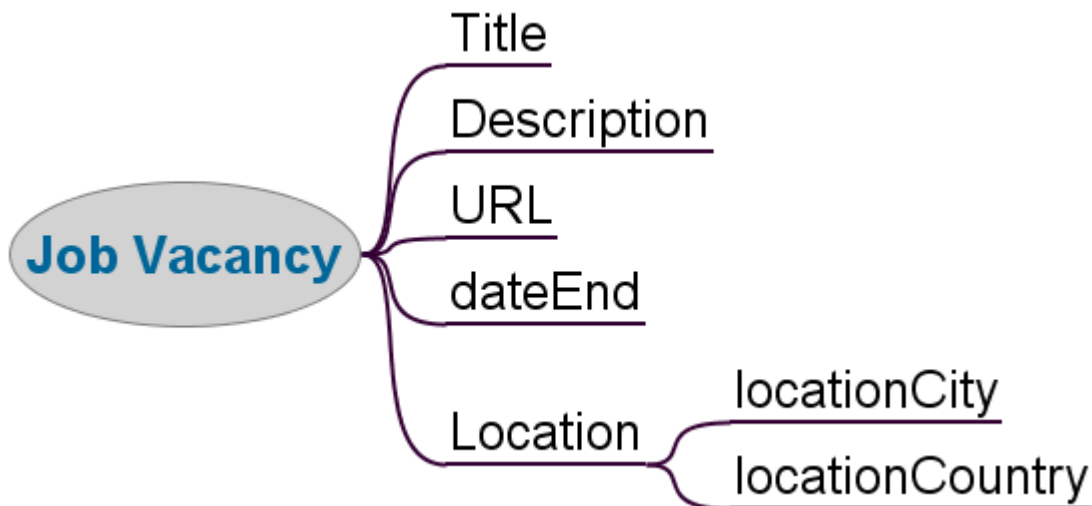 Title
Description
URL
dateEnd
Job Vacancy
Location
locationCity
locationCountry